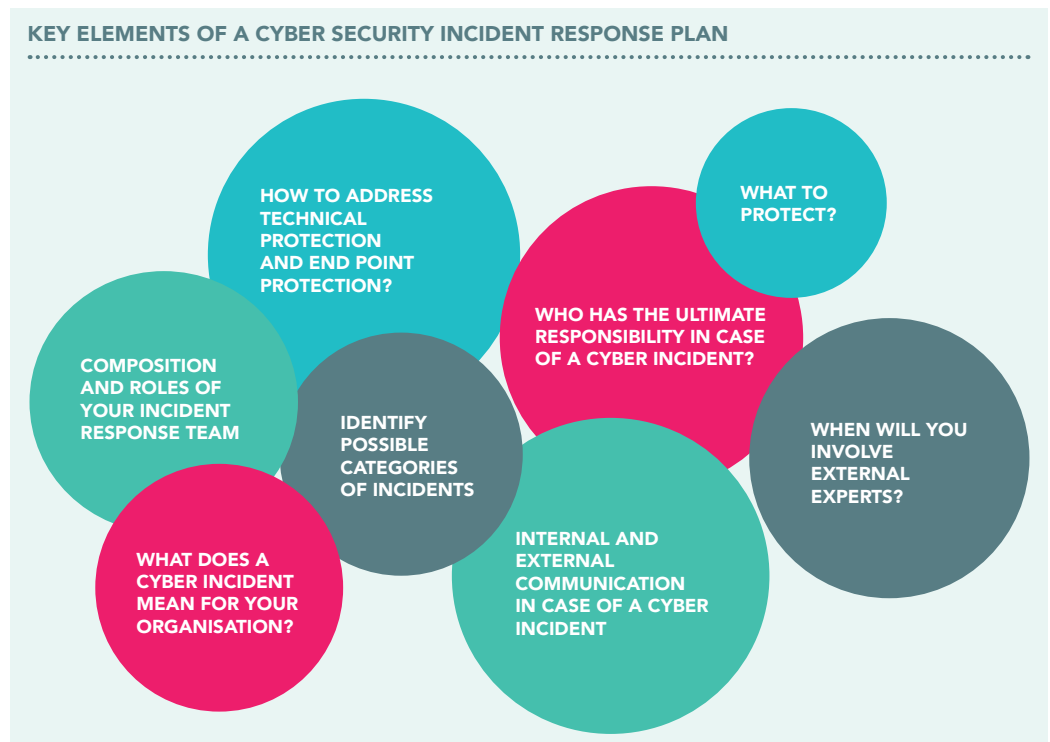 KEY ELEMENTS OF A CYBER SECURITY INCIDENT RESPONSE PLAN
HOW TO ADDRESS
TECHNICAL
PROTECTION
AND END POINT
PROTECTION?
WHAT TO
PROTECT?
WHO HAS THE ULTIMATE
RESPONSIBILITY IN CASE
OF A CYBER INCIDENT?
COMPOSITION
AND ROLES OF
YOUR INCIDENT
RESPONSE TEAM
IDENTIFY
POSSIBLE
CATEGORIES
OF INCIDENTS
WHEN WILL YOU
INVOLVE
EXTERNAL
EXPERTS?
WHAT DOES A
CYBER INCIDENT
MEAN FOR YOUR
ORGANISATION?
INTERNAL AND
EXTERNAL
COMMUNICATION
IN CASE OF A CYBER
INCIDENT